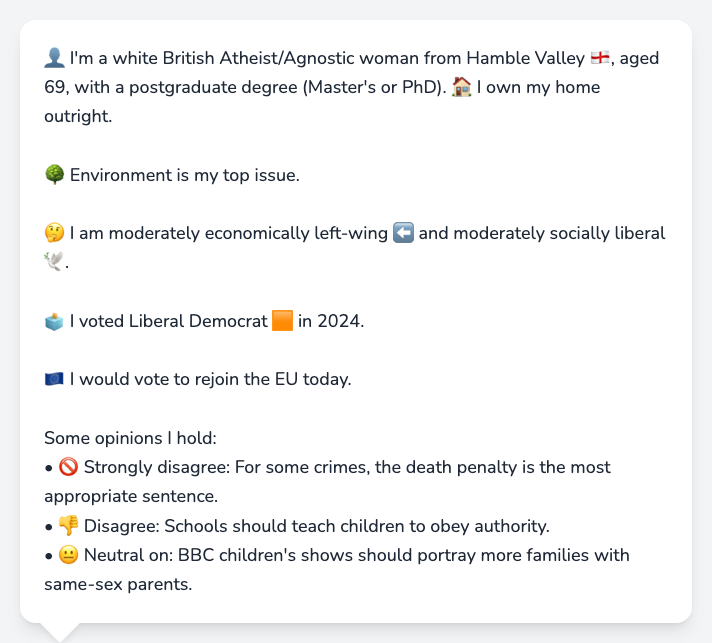 👤 I'm a white British Atheist/Agnostic woman from Hamble Valley 🏴󠁧󠁢󠁥󠁮󠁧󠁿, aged
69, with a postgraduate degree (Master's or PhD). 🏠 I own my home
outright.
🌳 Environment is my top issue.
🤔 I am moderately economically left-wing ⬅️ and moderately socially liberal
🕊️.
🗳️ I voted Liberal Democrat 🟧 in 2024.
🇪🇺 I would vote to rejoin the EU today.
Some opinions I hold:
• 🚫 Strongly disagree: For some crimes, the death penalty is the most
appropriate sentence.
• 👎 Disagree: Schools should teach children to obey authority.
• 😐 Neutral on: BBC children's shows should portray more families with
same-sex parents.